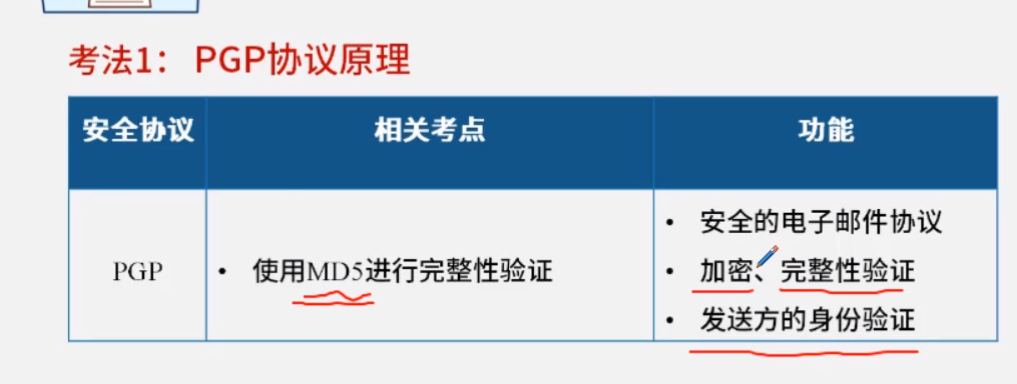 考法1： PGP协议原理
安全协议 相关考点 功能
PGP
• 使用MD5进行完整性验证
• 安全的电子邮件协议
• 加密、完整性验证
• 发送方的身份验证